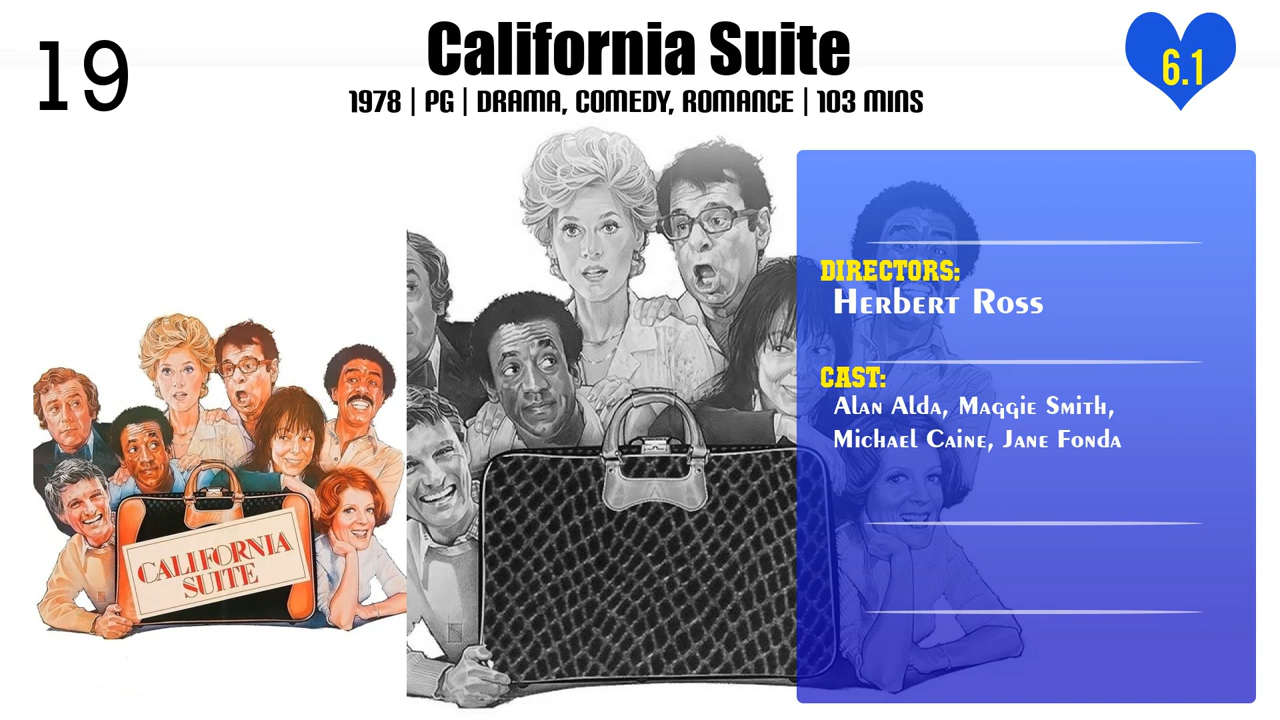 19
California Suite
6.1
1978 | PG | DRAMA, COMEDY, ROMANCE | 103 MINS
DIRECTORS:
Herbert Ross
CAST:
Alan Alda, Maggie Smith,
Michael Caine, Jane Fonda
CALIFORNIA
SUITE